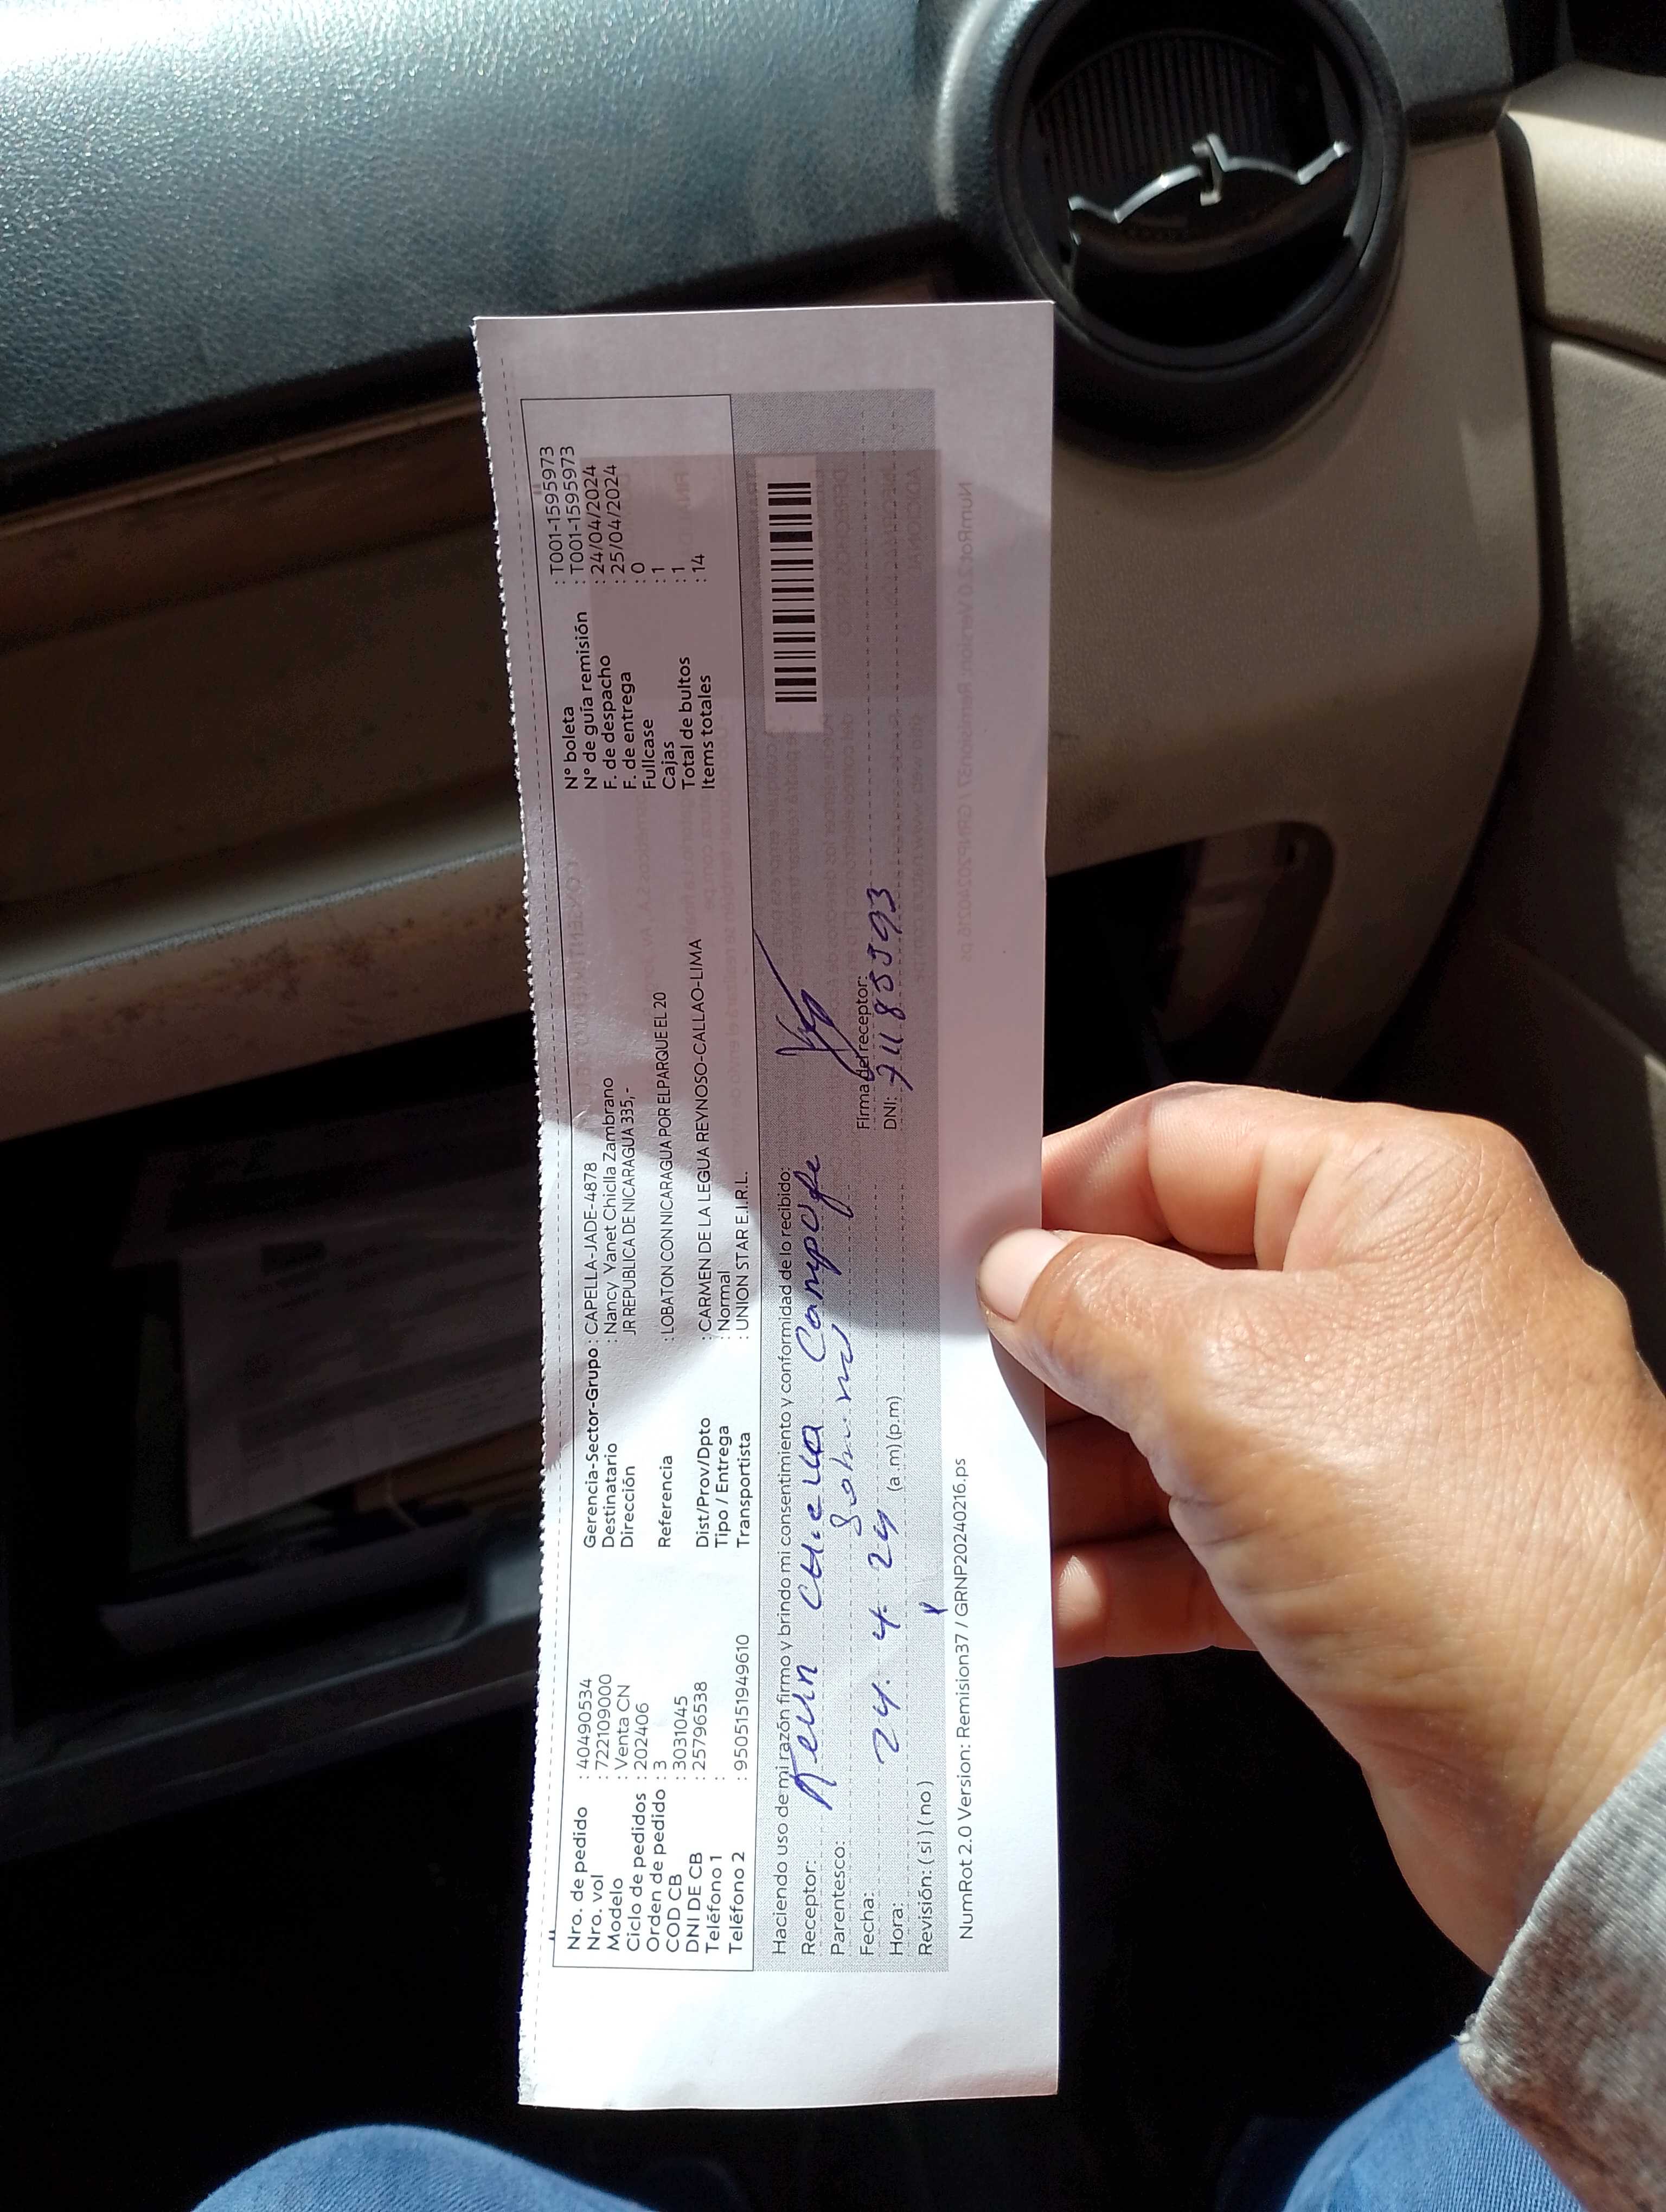 Nro. de pedido : 40490534
Nro. vol : 722109000
Modelo : Venta CN
Ciclo de pedidos : 202406
Orden de pedido : 3
COD CB : 3031045
DNI DE CB : 25796538
Teléfono 1 :
Teléfono 2 : 9505151949610
Gerencia-Sector-Grupo : CAPELLA-JADE-4878
Destinatario : Nancy Yanet Chiclla Zambrano
Dirección JR REPUBLICA DE NICARAGUA 335,-
Referencia : LOBATON CON NICARAGUA POR ELPARQUE EL 20
Dist/Prov/Dpto : CARMEN DE LA LEGUA REYNOSO-CALLAO-LIMA
Tipo / Entrega : Normal
Transportista : UNION STAR E.I.R.L.
N° boleta : T001-1595973
N° de guía remisión : T001-1595973
F. de despacho : 24/04/2024
F. de entrega : 25/04/2024
Fullcase : 0
Cajas : 1
Total de bultos : 1
Items totales : 14
Haciendo uso de mi razón firmo y brindo mi consentimiento y conformidad de lo recibido:
Receptor:
Parentesco:
Fecha: 24. 4. 24
Hora: (a .m) (p.m)
Revisión: ( si ) ( no )
Firma del receptor:
DNI:
NumRot 2.0 Version: Remision37 / GRNP20240216.ps